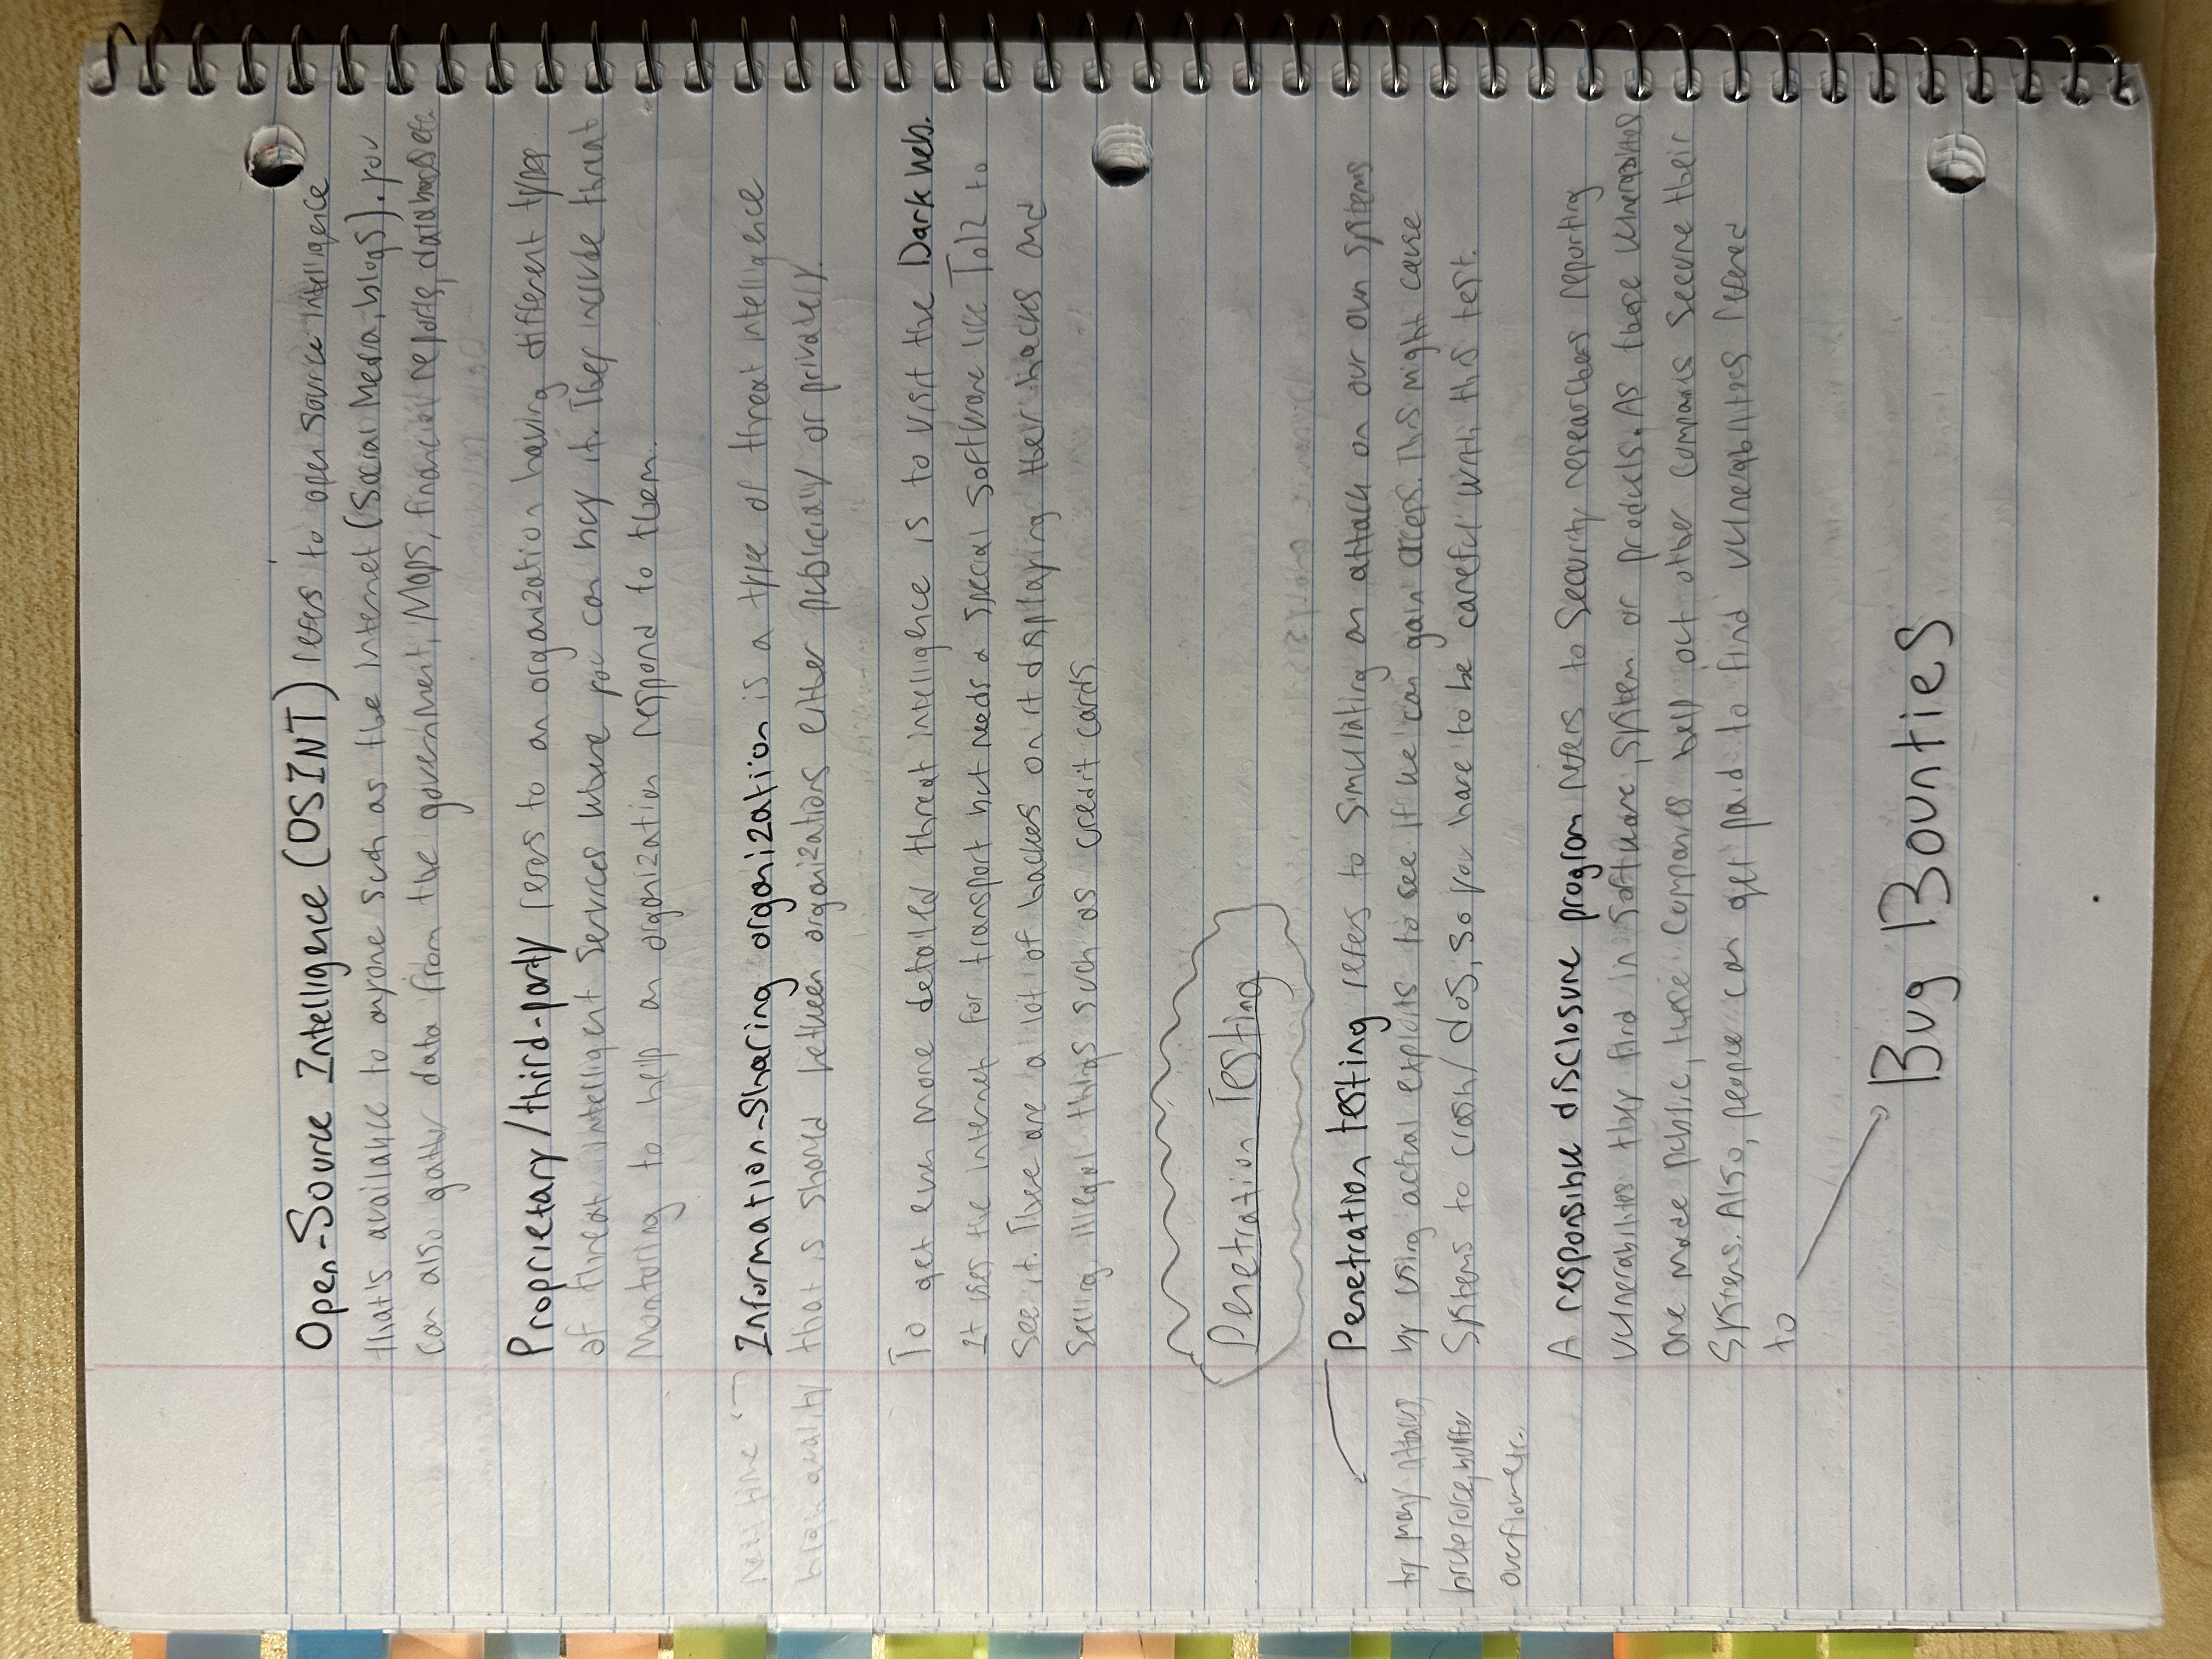 Open-Source Intelligence (OSINT) refers to open source intelligence
that's available to anyone such as the internet (Social Media, blogs). you
can also gather data from the government, Maps, financial reports, databases etc.
Proprietary/third-party refers to an organization having different types
of threat intelligent services where you can buy it. They include threat
Monitoring to help an organization respond to them.
real time
Information-Sharing organization is a type of threat intelligence
high quality
that is shared between organizations either publicially or privately.
To get even more detailed threat intelligence is to visit the Dark web.
It uses the internet for transport but needs a special software like TOR to
see it. There are a lot of hackers on it displaying their hacks and
selling illegal things such as credit cards.
Penetration Testing
Penetration testing refers to simulating an attack on our own systems
by using actual exploits to see if we can gain access. This might cause
systems to crash/dos, so you have to be careful with this test.
try many attacks,
brute force, buffer
overflow etc.
A responsible disclosure program refers to security researchers reporting
vulnerabilities they find in software, system or products. As these vulnerabilities
are made public, these companies help out other companies secure their
systems. Also, people can get paid to find vulnerabilities refered
to
Bug Bounties